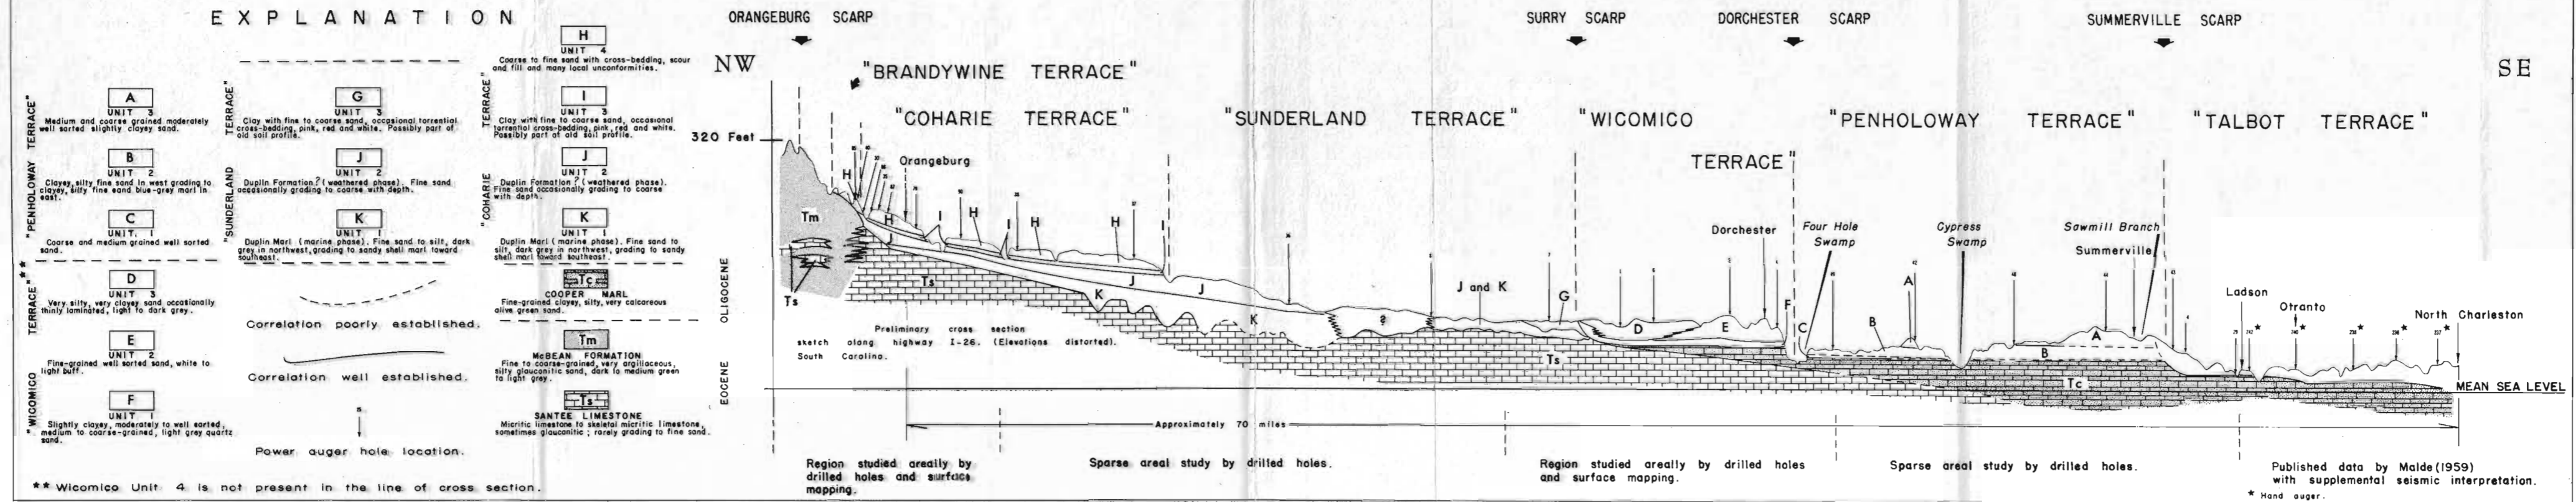 EXPLANATION
"PENHOLOWAY TERRACE"
A
UNIT 3
Medium and coarse grained moderately
well sorted slightly clayey sand.
B
UNIT 2
Clayey, silty fine sand in west grading to
clayey, silty fine sand blue-grey marl in
east.
C
UNIT 1
Coarse and medium grained well sorted
sand.
"WICOMICO TERRACE" **
D
UNIT 3
Very silty, very clayey sand occasionally
thinly laminated, light to dark grey.
E
UNIT 2
Fine-grained well sorted sand, white to
light buff.
F
UNIT 1
Slightly clayey, moderately to well sorted,
medium to coarse-grained, light grey quartz
sand.
** Wicomico Unit 4 is not present in the line of cross section.
"SUNDERLAND TERRACE"
G
UNIT 3
Clay with fine to coarse sand, occasional torrential
cross-bedding, pink, red and white. Possibly part of
old soil profile.
J
UNIT 2
Duplin Formation? (weathered phase). Fine sand
occasionally grading to coarse with depth.
K
UNIT 1
Duplin Marl (marine phase). Fine sand to silt, dark
grey in northwest, grading to sandy shell marl toward
southeast.
Correlation poorly established.
Correlation well established.
Power auger hole location.
"COHARIE TERRACE"
H
UNIT 4
Coarse to fine sand with cross-bedding, scour
and fill and many local unconformities.
I
UNIT 3
Clay with fine to coarse sand, occasional
torrential cross-bedding, pink, red and white.
Possibly part of old soil profile.
J
UNIT 2
Duplin Formation? (weathered phase).
Fine sand occasionally grading to coarse
with depth.
K
UNIT 1
Duplin Marl (marine phase). Fine sand to
silt, dark grey in northwest, grading to sandy
shell marl toward southeast.
Tc
COOPER MARL
Fine-grained clayey, silty, very calcareous
olive green sand.
Tm
McBEAN FORMATION
Fine to coarse-grained, very argillaceous,
silty glauconitic sand, dark to medium green
to light grey.
Ts
SANTEE LIMESTONE
Micritic limestone to skeletal micritic limestone,
sometimes glauconitic; rarely grading to fine sand.
OLIGOCENE
EOCENE
ORANGEBURG SCARP
SURRY SCARP
DORCHESTER SCARP
SUMMERVILLE SCARP
NW
SE
"BRANDYWINE TERRACE"
"COHARIE TERRACE"
"SUNDERLAND TERRACE"
"WICOMICO
TERRACE"
"PENHOLOWAY TERRACE"
"TALBOT TERRACE"
320 Feet
Orangeburg
Dorchester
Four Hole
Swamp
Cypress
Swamp
Sawmill Branch
Summerville
Ladson
Otranto
North Charleston
H
H
I
H
I
H
H
I
Tm
Ts
J
Ts
K
J
J
K
?
J and K
G
Ts
D
E
F
C
B
A
A
B
Tc
Preliminary cross section
sketch along highway I-26. (Elevations distorted).
South Carolina.
MEAN SEA LEVEL
Approximately 70 miles
Region studied areally by
drilled holes and surface
mapping.
Sparse areal study by drilled holes.
Region studied areally by drilled holes
and surface mapping.
Sparse areal study by drilled holes.
Published data by Malde (1959)
with supplemental seismic interpretation.
* Hand auger.